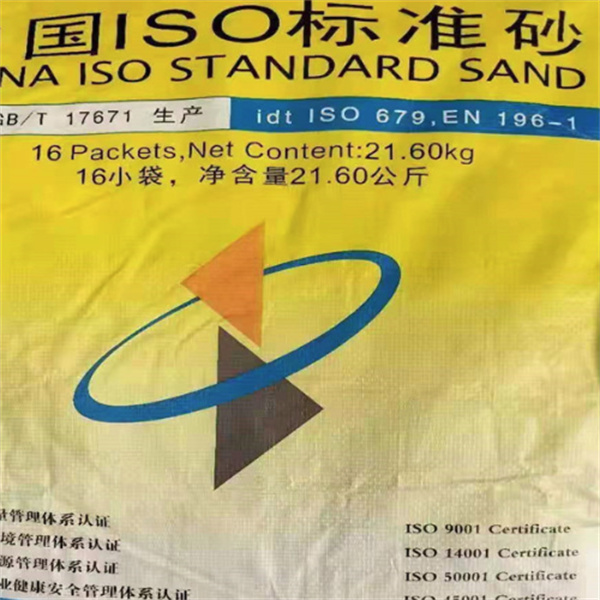 国ISO标准砂
NA ISO STANDARD SAND
GB/T 17671 生产 idt ISO 679,EN 196-1
16 Packets,Net Content:21.60kg
16小袋，净含量21.60公斤
量管理体系认证 ISO 9001 Certificate
境管理体系认证 ISO 14001 Certificate
源管理体系认证 ISO 50001 Certificate
业健康安全管理体系认证 ISO 45001 Certificate